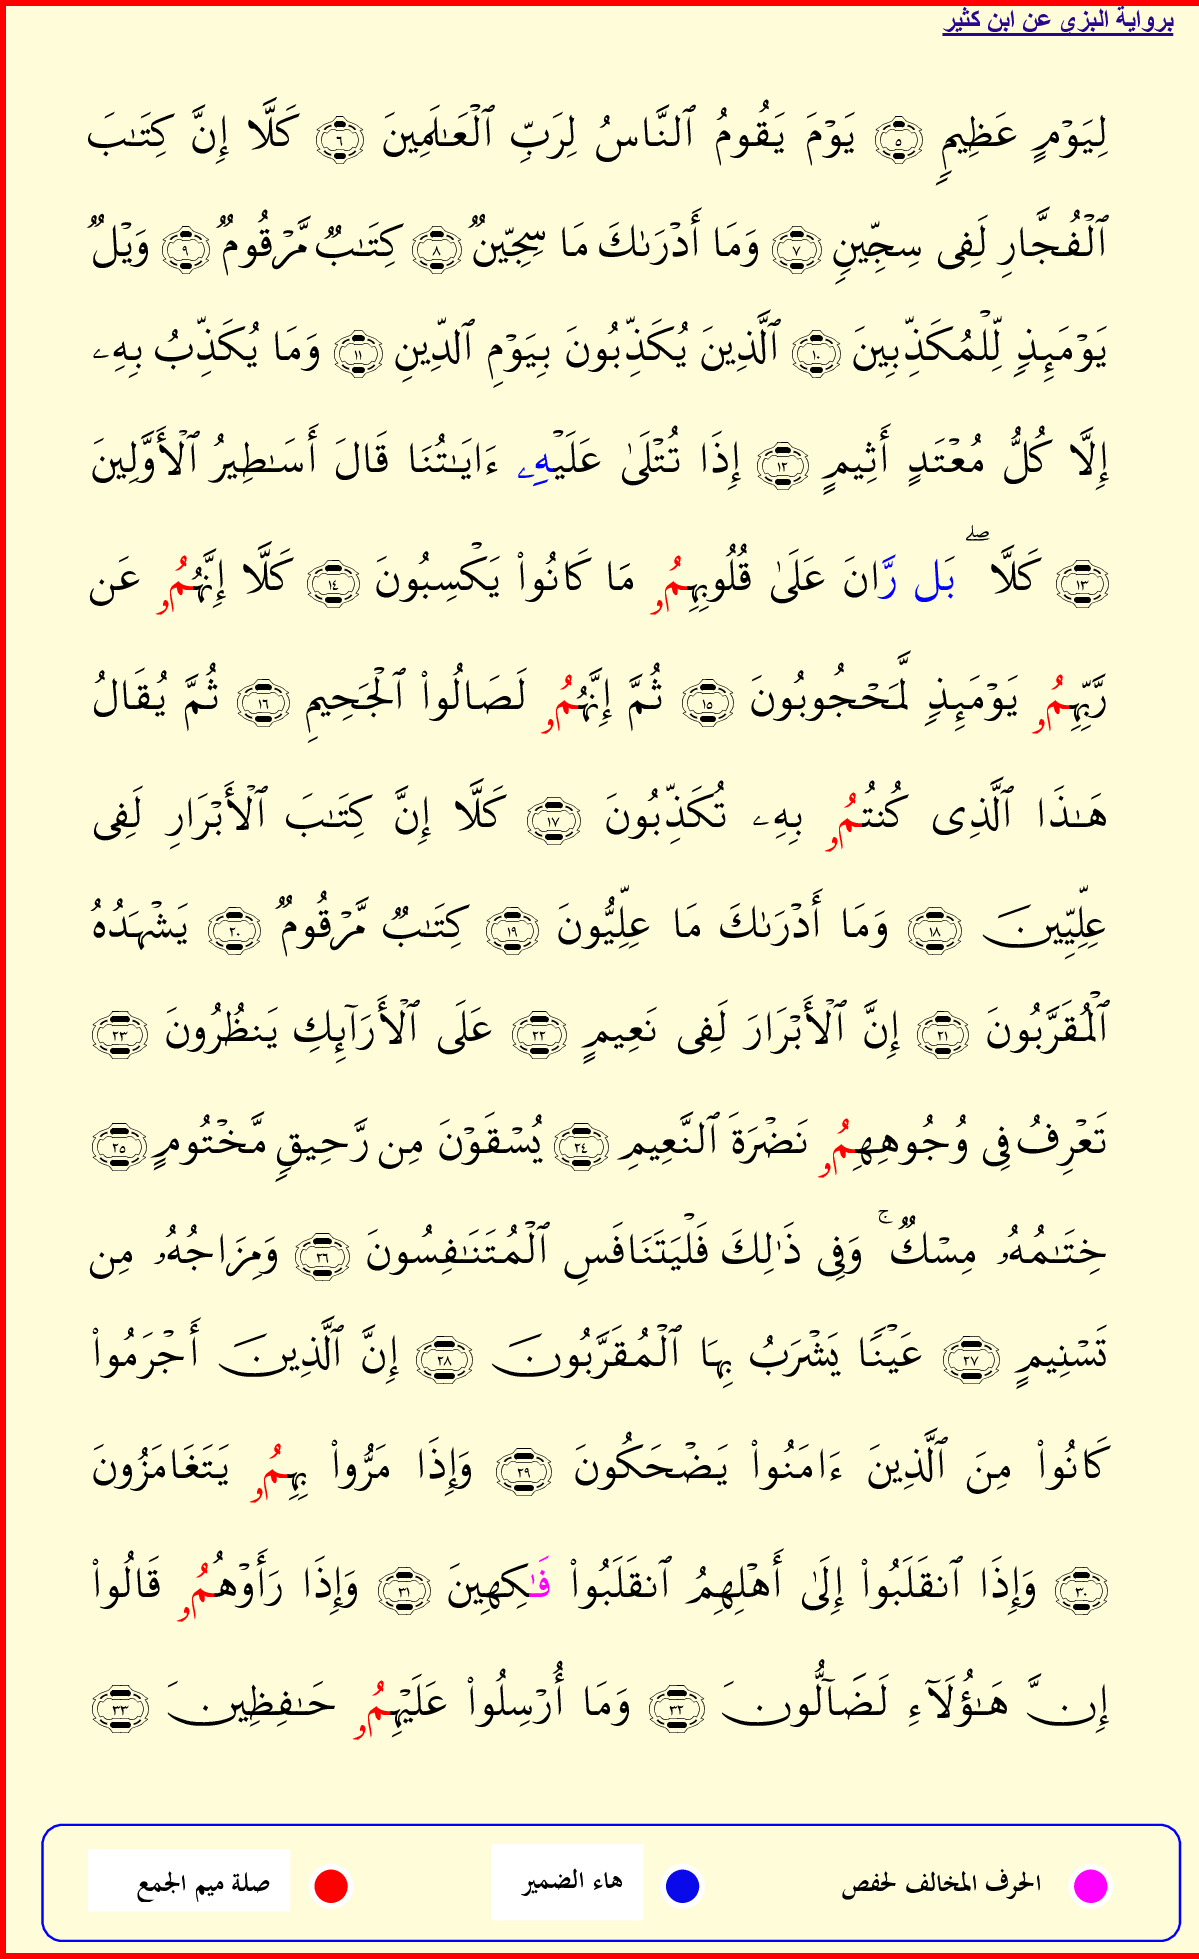 برواية البزي عن ابن كثير
لِيَوْمٍ عَظِيمٖ ٥ يَوْمَ يَقُومُ ٱلنَّاسُ لِرَبِّ ٱلْعَـٰلَمِينَ ٦ كَلَّا إِنَّ كِتَـٰبَ
ٱلْفُجَّارِ لَفِى سِجِّينٖ ٧ وَمَا أَدْرَىٰكَ مَا سِجِّينٞ ٨ كِتَـٰبٞ مَّرْقُومٞ ٩ وَيْلٞ
يَوْمَئِذٖ لِّلْمُكَذِّبِينَ ١٠ ٱلَّذِينَ يُكَذِّبُونَ بِيَوْمِ ٱلدِّينِ ١١ وَمَا يُكَذِّبُ بِهِۦ
إِلَّا كُلُّ مُعْتَدٍ أَثِيمٍ ١٢ إِذَا تُتْلَىٰ عَلَيْهِۦ ءَايَـٰتُنَا قَالَ أَسَـٰطِيرُ ٱلْأَوَّلِينَ
١٣ كَلَّا ۖ بَل رَّانَ عَلَىٰ قُلُوبِهِمُۥ مَا كَانُوا۟ يَكْسِبُونَ ١٤ كَلَّا إِنَّهُمُۥ عَن
رَّبِّهِمُۥ يَوْمَئِذٖ لَّمَحْجُوبُونَ ١٥ ثُمَّ إِنَّهُمُۥ لَصَالُوا۟ ٱلْجَحِيمِ ١٦ ثُمَّ يُقَالُ
هَـٰذَا ٱلَّذِى كُنتُمُۥ بِهِۦ تُكَذِّبُونَ ١٧ كَلَّا إِنَّ كِتَـٰبَ ٱلْأَبْرَارِ لَفِى
عِلِّيِّينَ ١٨ وَمَا أَدْرَىٰكَ مَا عِلِّيُّونَ ١٩ كِتَـٰبٞ مَّرْقُومٞ ٢٠ يَشْهَدُهُ
ٱلْمُقَرَّبُونَ ٢١ إِنَّ ٱلْأَبْرَارَ لَفِى نَعِيمٍ ٢٢ عَلَى ٱلْأَرَآئِكِ يَنظُرُونَ ٢٣
تَعْرِفُ فِى وُجُوهِهِمُۥ نَضْرَةَ ٱلنَّعِيمِ ٢٤ يُسْقَوْنَ مِن رَّحِيقٖ مَّخْتُومٍ ٢٥
خِتَـٰمُهُۥ مِسْكٞ ۚ وَفِى ذَٰلِكَ فَلْيَتَنَافَسِ ٱلْمُتَنَـٰفِسُونَ ٢٦ وَمِزَاجُهُۥ مِن
تَسْنِيمٍ ٢٧ عَيْنٗا يَشْرَبُ بِهَا ٱلْمُقَرَّبُونَ ٢٨ إِنَّ ٱلَّذِينَ أَجْرَمُوا۟
كَانُوا۟ مِنَ ٱلَّذِينَ ءَامَنُوا۟ يَضْحَكُونَ ٢٩ وَإِذَا مَرُّوا۟ بِهِمُۥ يَتَغَامَزُونَ
٣٠ وَإِذَا ٱنقَلَبُوا۟ إِلَىٰ أَهْلِهِمُ ٱنقَلَبُوا۟ فَـٰكِهِينَ ٣١ وَإِذَا رَأَوْهُمُۥ قَالُوا۟
إِنَّ هَـٰؤُلَآءِ لَضَآلُّونَ ٣٢ وَمَا أُرْسِلُوا۟ عَلَيْهِمُۥ حَـٰفِظِينَ ٣٣
الحرف المخالف لحفص هاء الضمير صلة ميم الجمع